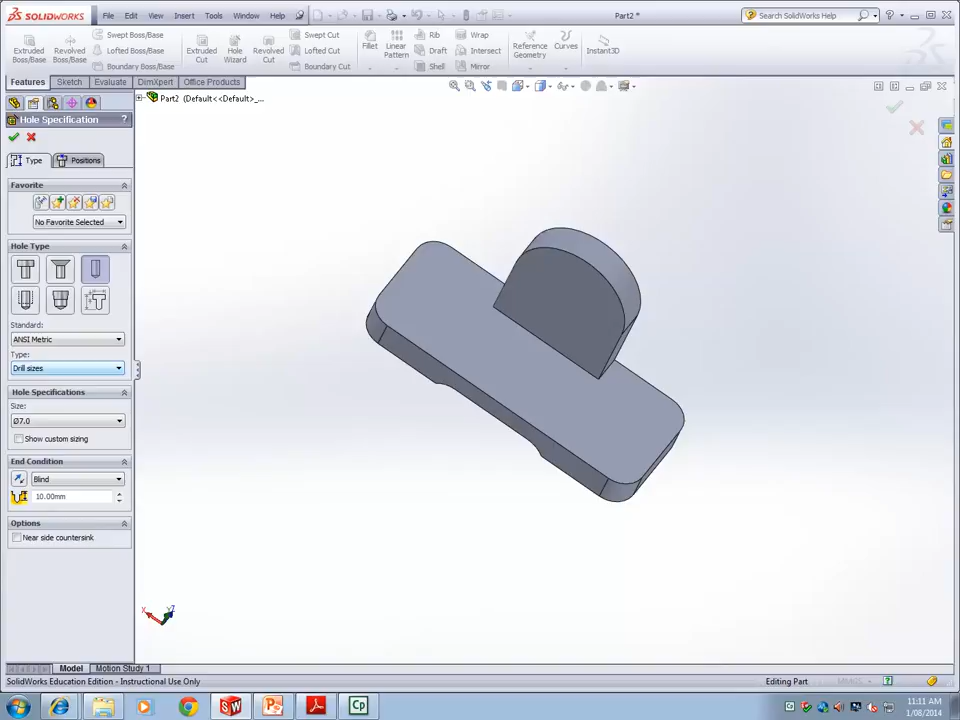 SOLIDWORKS File Edit View Insert Tools Window Help Part2 * Search SolidWorks Help
Extruded Boss/Base
Revolved Boss/Base
Swept Boss/Base
Lofted Boss/Base
Boundary Boss/Base
Extruded Cut
Hole Wizard
Revolved Cut
Swept Cut
Lofted Cut
Boundary Cut
Fillet
Linear Pattern
Rib
Draft
Shell
Wrap
Intersect
Mirror
Reference Geometry
Curves
Instant3D
Features Sketch Evaluate DimXpert Office Products
Part2 (Default<<Default>_...
Hole Specification ?
Type Positions
Favorite
No Favorite Selected
Hole Type
Standard:
ANSI Metric
Type:
Drill sizes
Hole Specifications
Size:
Ø7.0
Show custom sizing
End Condition
Blind
10.00mm
Options
Near side countersink
X Y Z
Model Motion Study 1
SolidWorks Education Edition - Instructional Use Only Editing Part MMGS
11:11 AM
1/08/2014